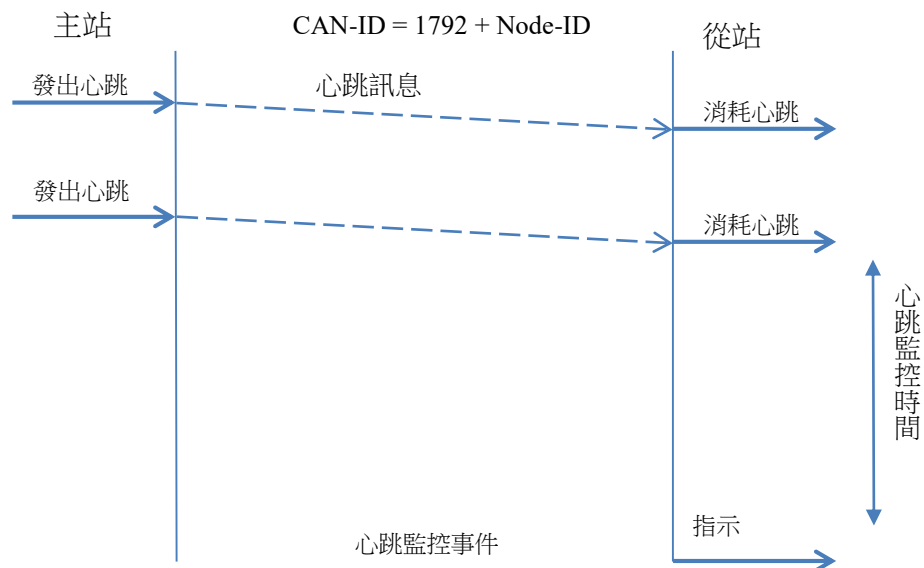 主站
CAN-ID = 1792 + Node-ID
從站
發出心跳
心跳訊息
消耗心跳
發出心跳
消耗心跳
心跳監控時間
指示
心跳監控事件